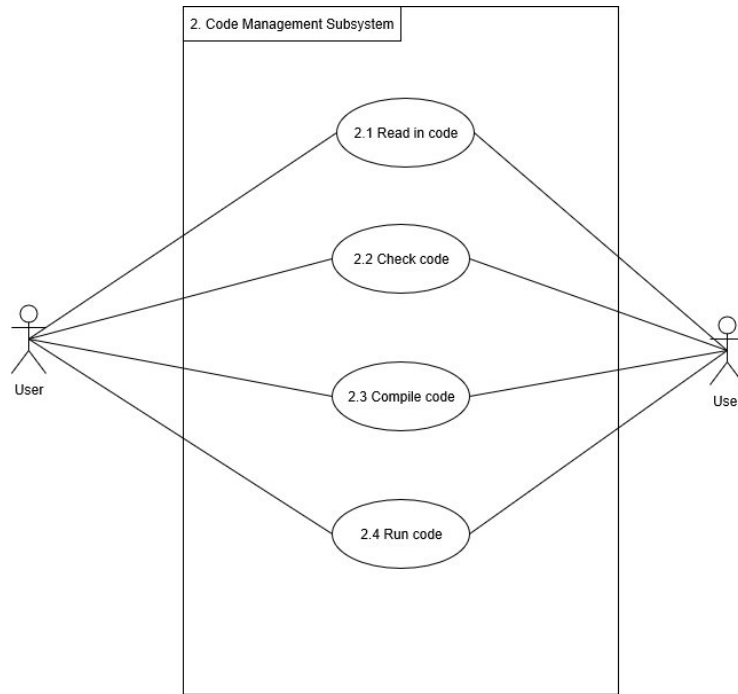 2. Code Management Subsystem
2.1 Read in code
2.2 Check code
User
2.3 Compile code
Use
2.4 Run code